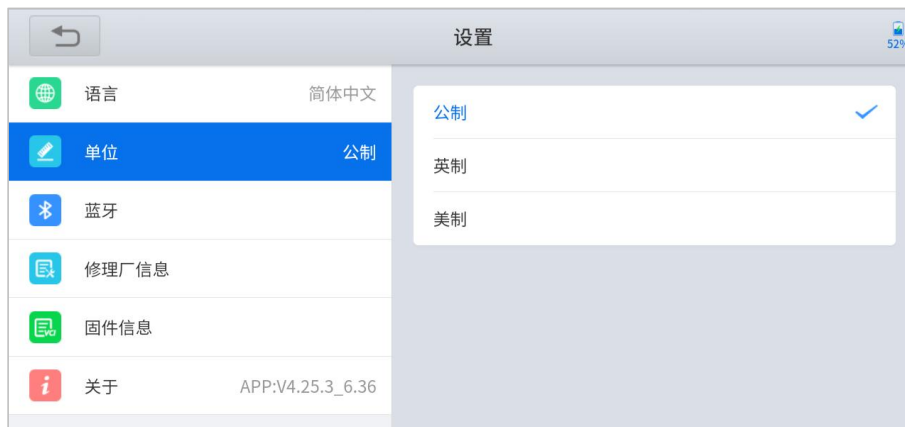 设置
52%
语言 简体中文
单位 公制
蓝牙
修理厂信息
固件信息
关于 APP:V4.25.3_6.36
公制
英制
美制